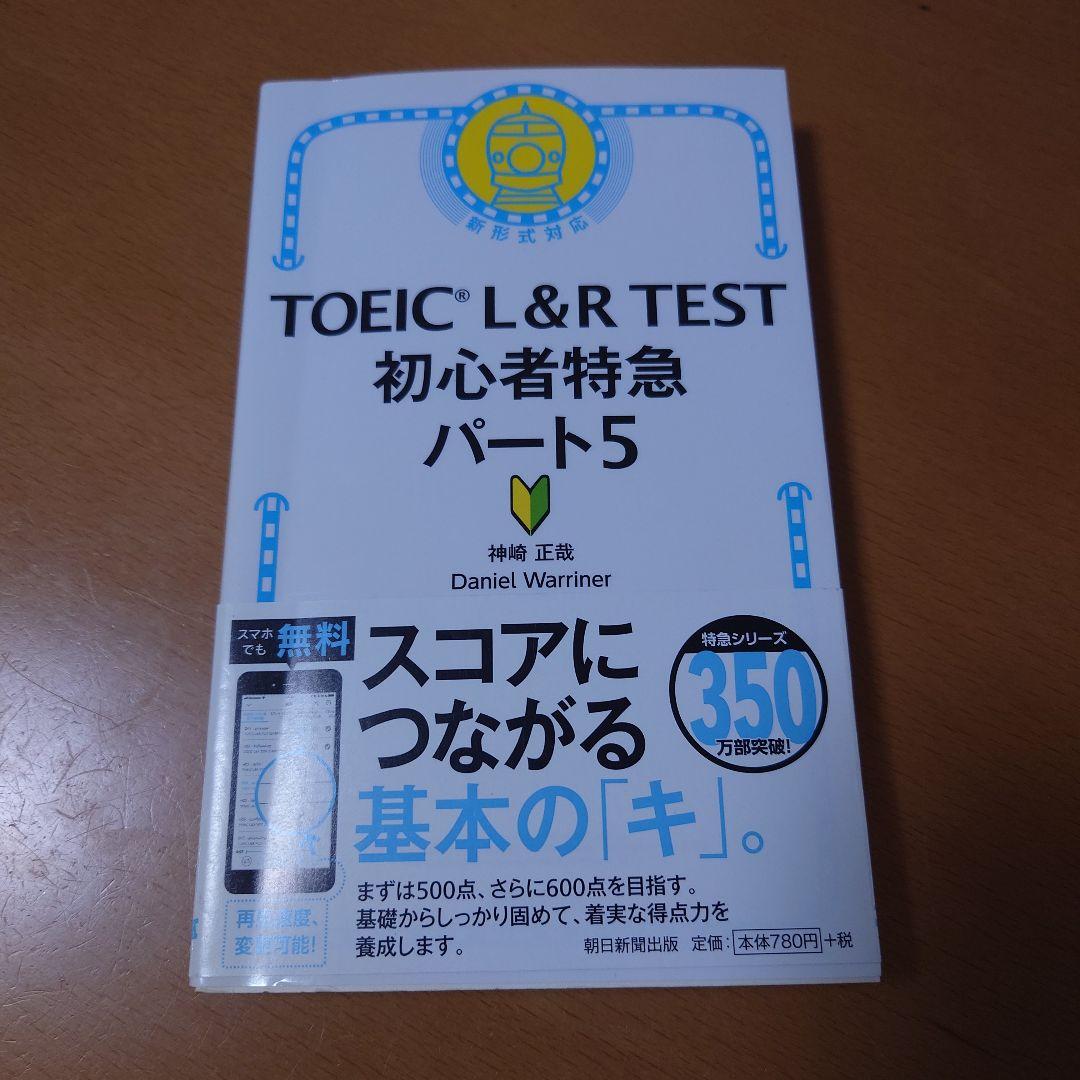 新形式対応
TOEIC® L&R TEST
初心者特急
パート5
神崎 正哉
Daniel Warriner
スマホ
でも
無料
スコアに
つながる
基本の「キ」。
特急シリーズ
350
万部突破!
再生速度、
変更可能!
まずは500点、さらに600点を目指す。
基礎からしっかり固めて、着実な得点力を
養成します。
朝日新聞出版 定価:本体780円+税